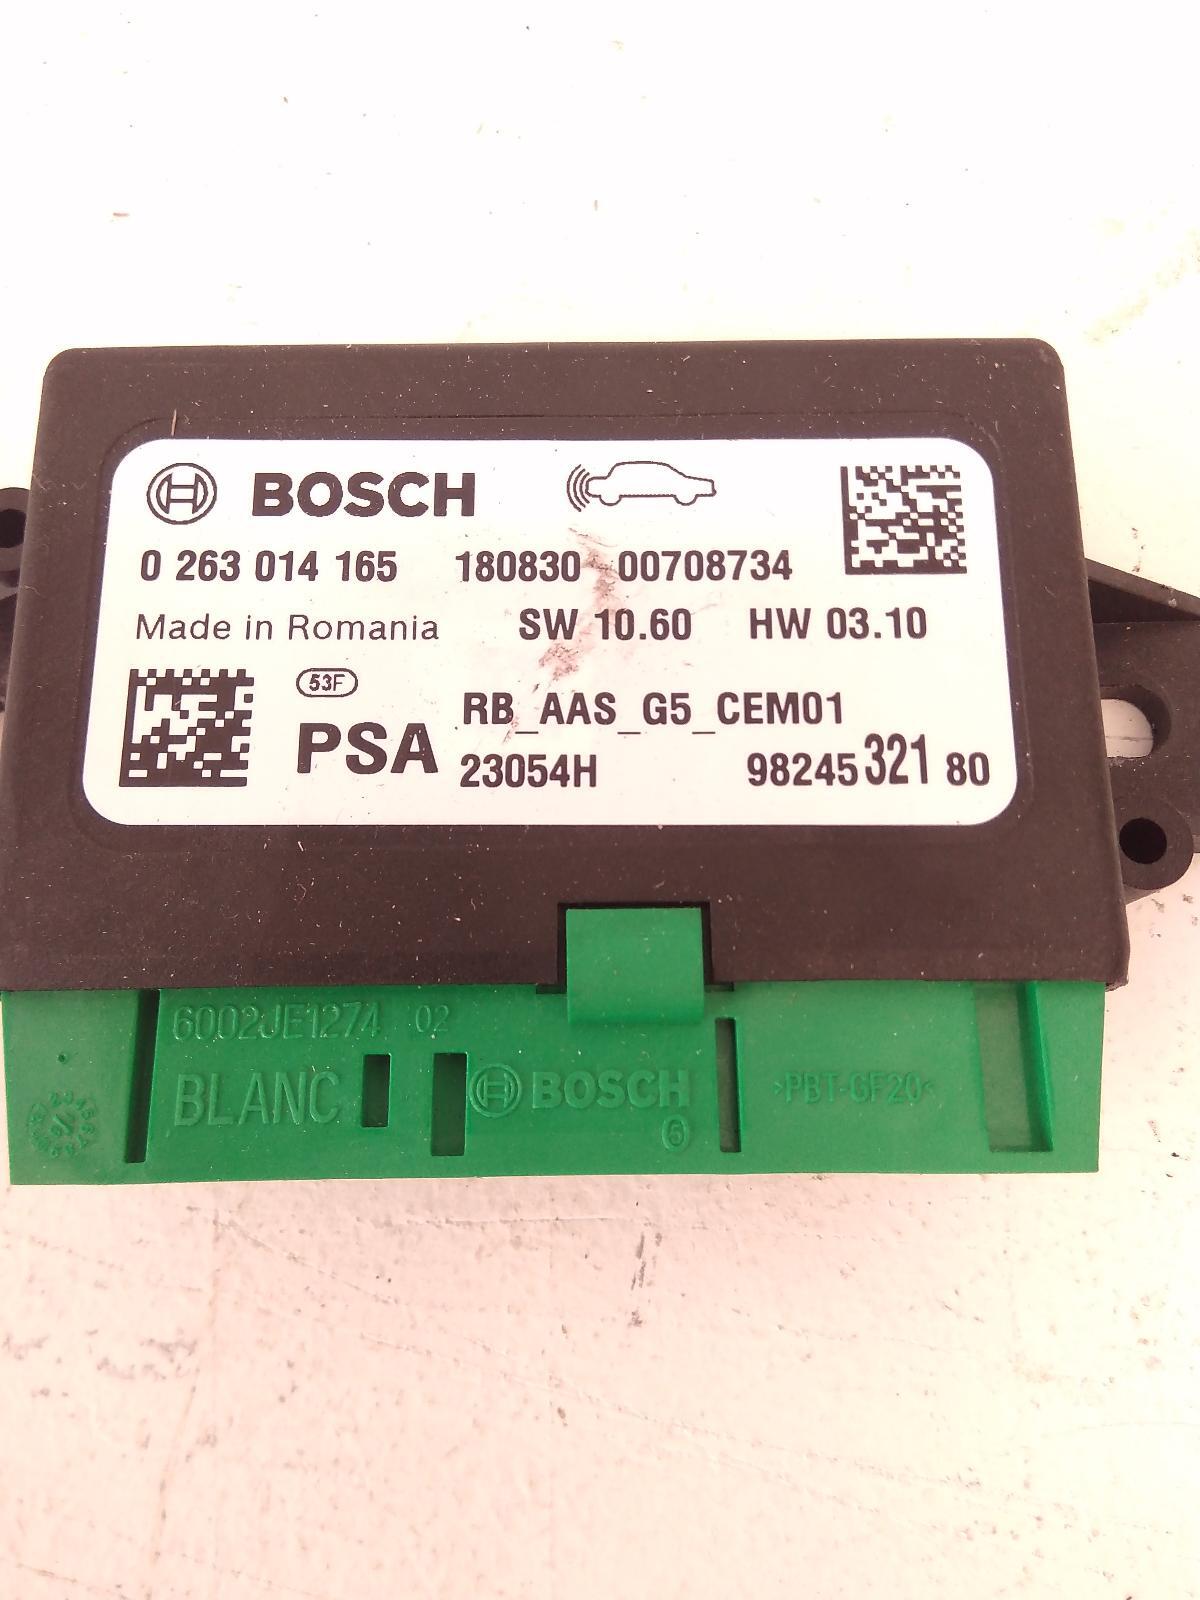 BOSCH
0 263 014 165 180830 00708734
Made in Romania SW 10.60 HW 03.10
53F
PSA RB_AAS_G5_CEM01
23054H 98245 321 80
6002JE1274 02
BLANC BOSCH >PBT-GF20<
5